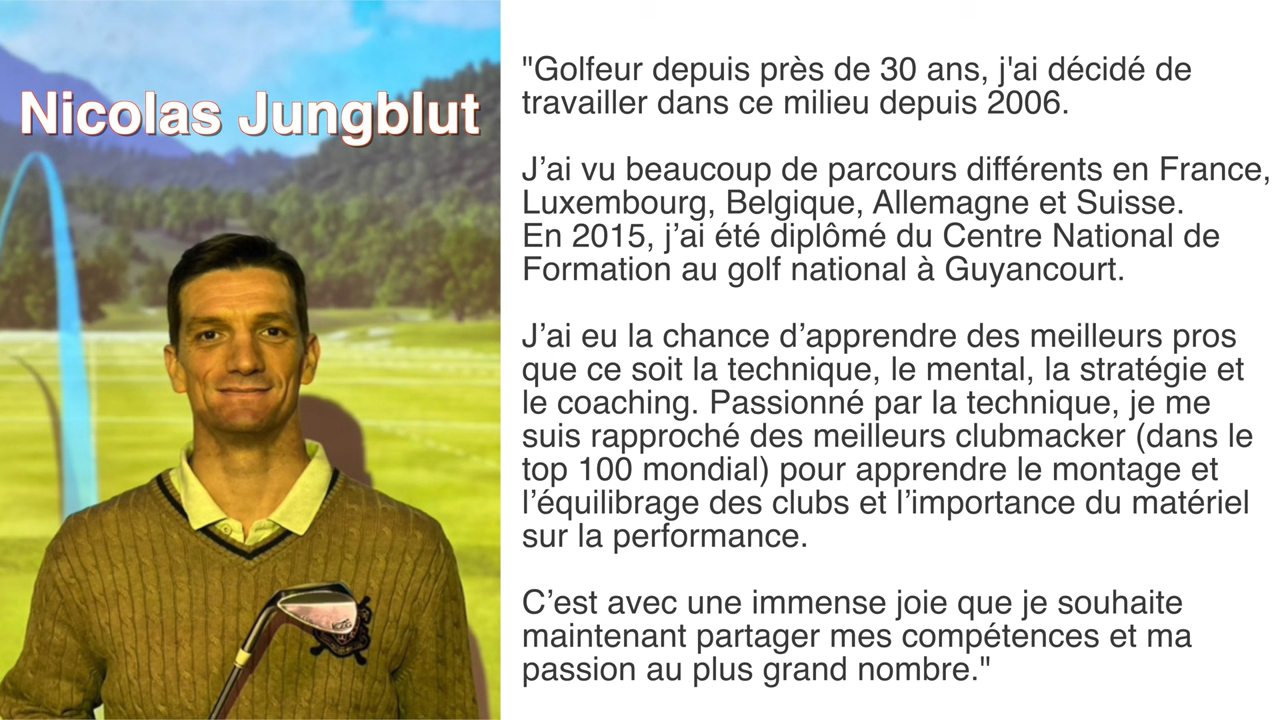 Nicolas Jungblut
"Golfeur depuis près de 30 ans, j'ai décidé de
travailler dans ce milieu depuis 2006.
J’ai vu beaucoup de parcours différents en France,
Luxembourg, Belgique, Allemagne et Suisse.
En 2015, j’ai été diplômé du Centre National de
Formation au golf national à Guyancourt.
J’ai eu la chance d’apprendre des meilleurs pros
que ce soit la technique, le mental, la stratégie et
le coaching. Passionné par la technique, je me
suis rapproché des meilleurs clubmacker (dans le
top 100 mondial) pour apprendre le montage et
l’équilibrage des clubs et l’importance du matériel
sur la performance.
C’est avec une immense joie que je souhaite
maintenant partager mes compétences et ma
passion au plus grand nombre."